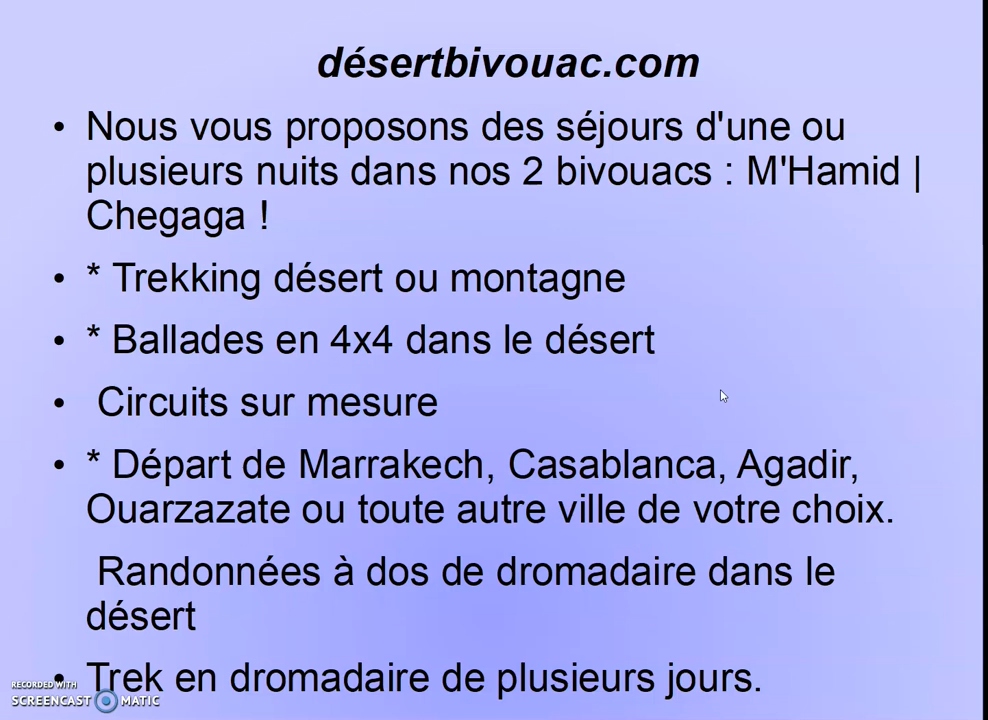 désertbivouac.com
• Nous vous proposons des séjours d'une ou
plusieurs nuits dans nos 2 bivouacs : M'Hamid |
Chegaga !
• * Trekking désert ou montagne
• * Ballades en 4x4 dans le désert
• Circuits sur mesure
• * Départ de Marrakech, Casablanca, Agadir,
Ouarzazate ou toute autre ville de votre choix.
Randonnées à dos de dromadaire dans le
désert
• Trek en dromadaire de plusieurs jours.
RECORDED WITH
SCREENCAST MATIC